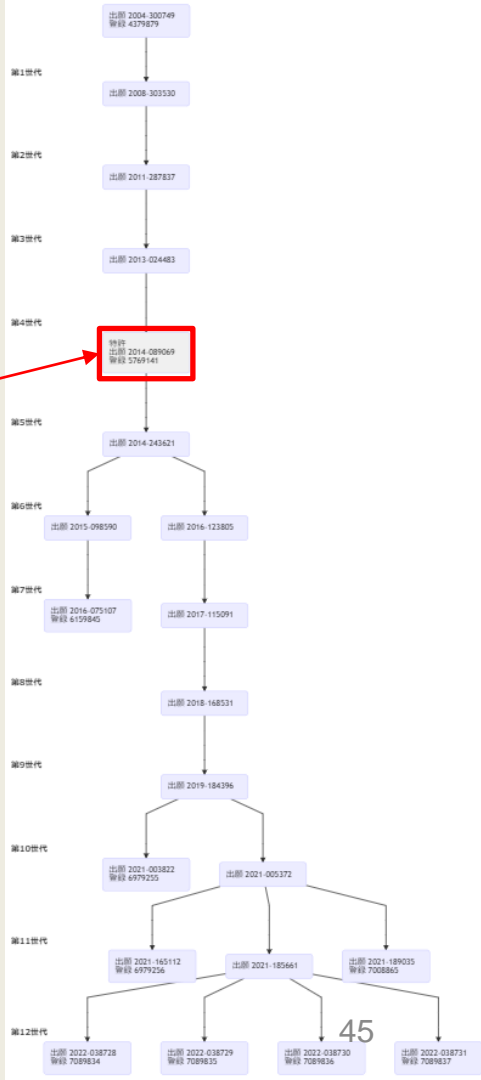 出願 2004-300749
登録 4379879
第1世代
出願 2008-303530
第2世代
出願 2011-287837
第3世代
出願 2013-024483
第4世代
特許
出願 2014-089069
登録 5769141
第5世代
出願 2014-243621
第6世代
出願 2015-098590
出願 2016-123805
第7世代
出願 2016-075107
登録 6159845
出願 2017-115091
第8世代
出願 2018-168531
第9世代
出願 2019-184396
第10世代
出願 2021-003822
登録 6979255
出願 2021-005372
第11世代
出願 2021-165112
登録 6979256
出願 2021-185661
出願 2021-189035
登録 7008865
第12世代
45
出願 2022-038728
登録 7089834
出願 2022-038729
登録 7089835
出願 2022-038730
登録 7089836
出願 2022-038731
登録 7089837